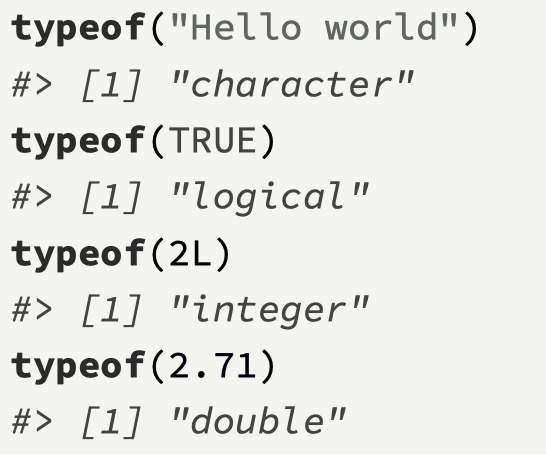 typeof("Hello world")
#> [1] "character"
typeof(TRUE)
#> [1] "logical"
typeof(2L)
#> [1] "integer"
typeof(2.71)
#> [1] "double"